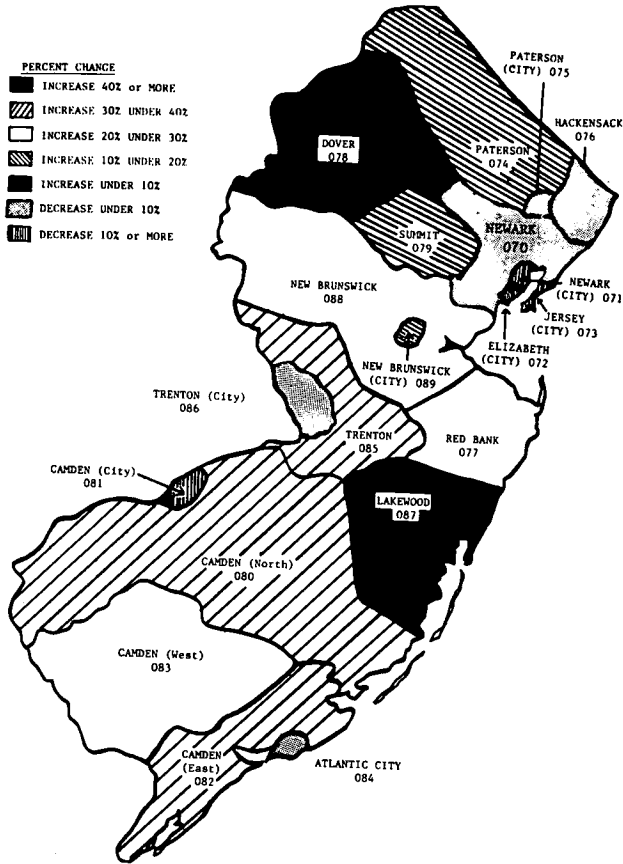 PERCENT CHANGE
INCREASE 40% or MORE
INCREASE 30% UNDER 40%
INCREASE 20% UNDER 30%
INCREASE 10% UNDER 20%
INCREASE UNDER 10%
DECREASE UNDER 10%
DECREASE 10% or MORE
PATERSON
(CITY) 075
HACKENSACK
076
DOVER
078
PATERSON
074
SUMMIT
079
NEWARK
070
NEW BRUNSWICK
088
NEWARK
(CITY) 071
JERSEY
(CITY) 073
ELIZABETH
(CITY) 072
NEW BRUNSWICK
(CITY) 089
TRENTON (City)
086
TRENTON
085
RED BANK
077
CAMDEN (City)
081
LAKEWOOD
087
CAMDEN (North)
080
CAMDEN (West)
083
CAMDEN
(East)
082
ATLANTIC CITY
084